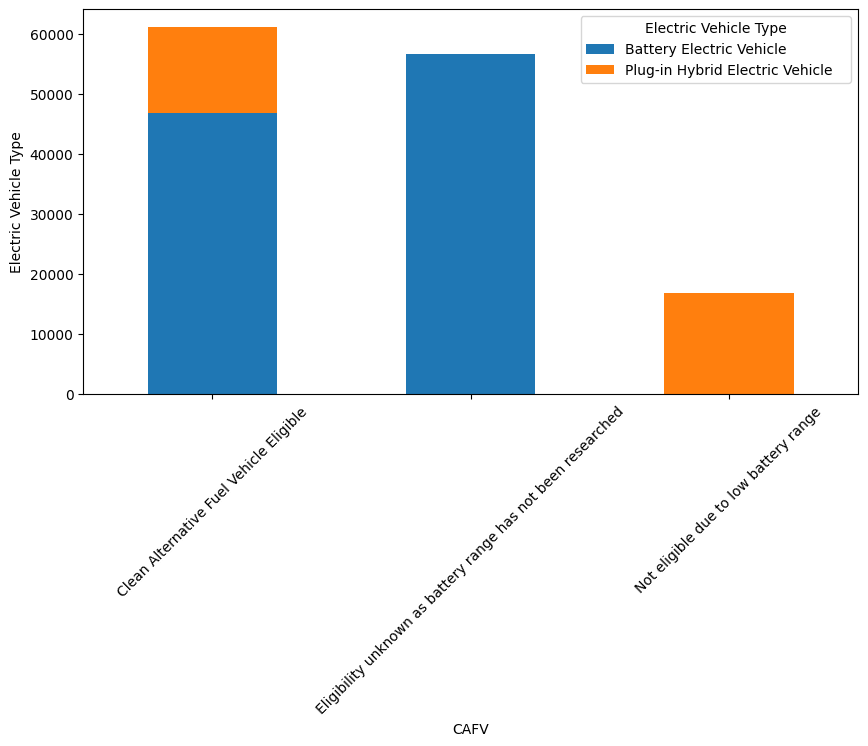 Electric Vehicle Type
Battery Electric Vehicle
Plug-in Hybrid Electric Vehicle
Electric Vehicle Type
60000
50000
40000
30000
20000
10000
0
Clean Alternative Fuel Vehicle Eligible
Eligibility unknown as battery range has not been researched
Not eligible due to low battery range
CAFV